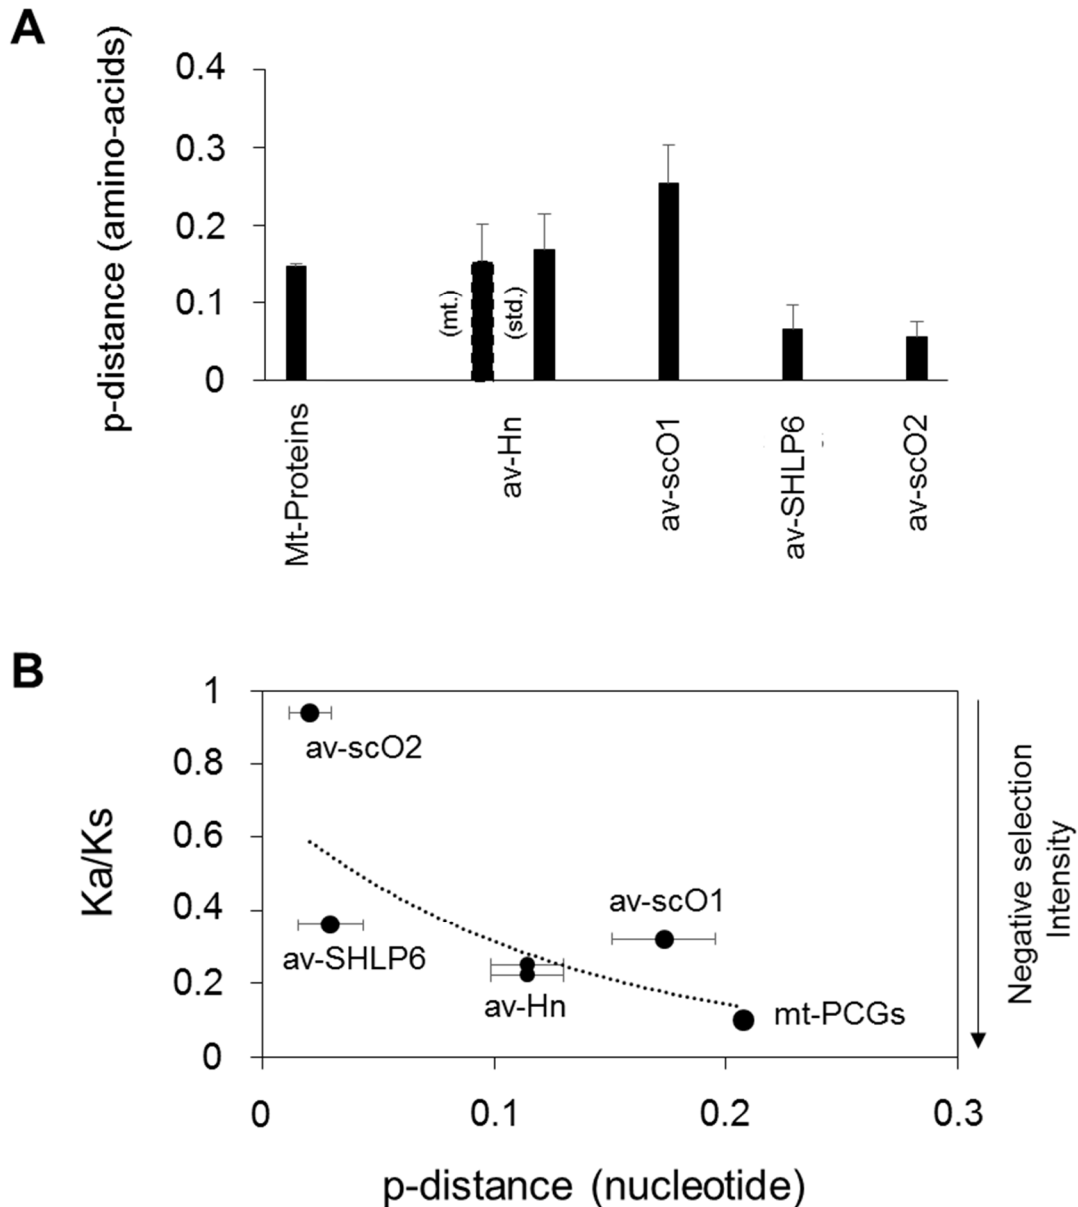 A
p-distance (amino-acids)
0.4
0.3
0.2
0.1
0
(mt.)
(std.)
Mt-Proteins
av-Hn
av-scO1
av-SHLP6
av-scO2
B
Ka/Ks
1
0.8
0.6
0.4
0.2
0
av-scO2
av-SHLP6
av-Hn
av-scO1
mt-PCGs
Negative selection
Intensity
0
0.1
0.2
0.3
p-distance (nucleotide)